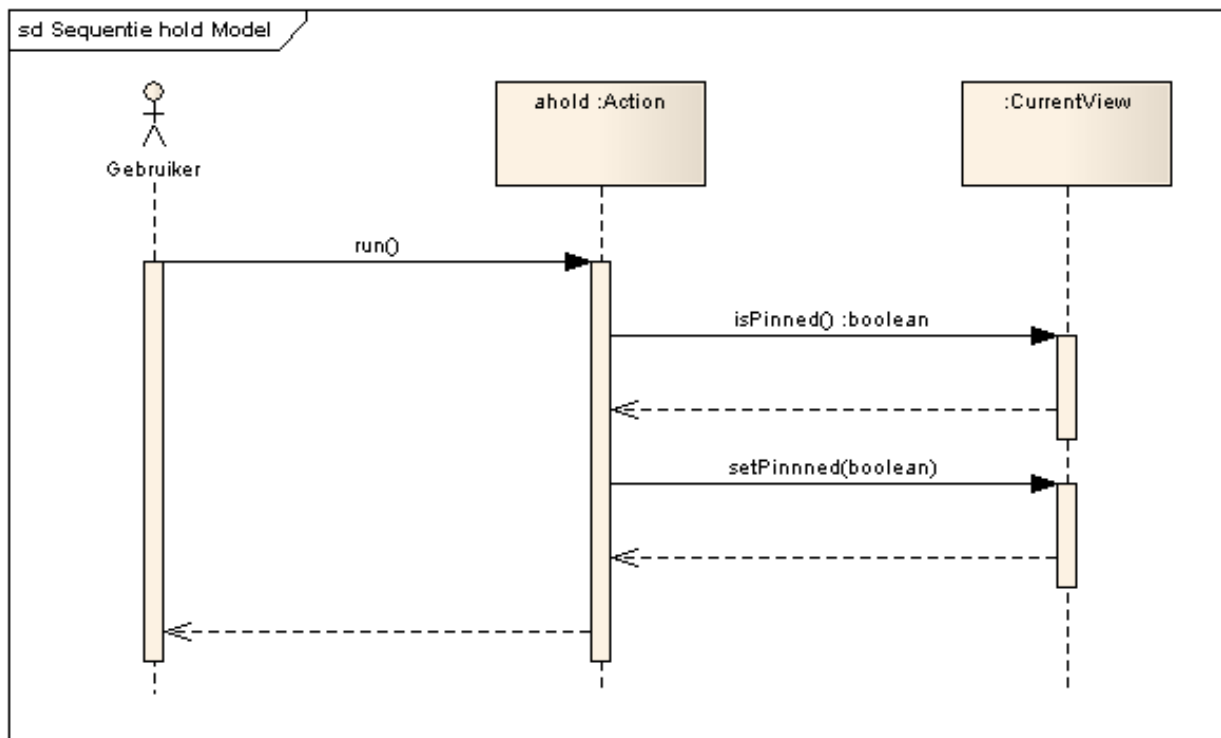 sd Sequentie hold Model
Gebruiker
ahold :Action
:CurrentView
run()
isPinned() :boolean
setPinnned(boolean)